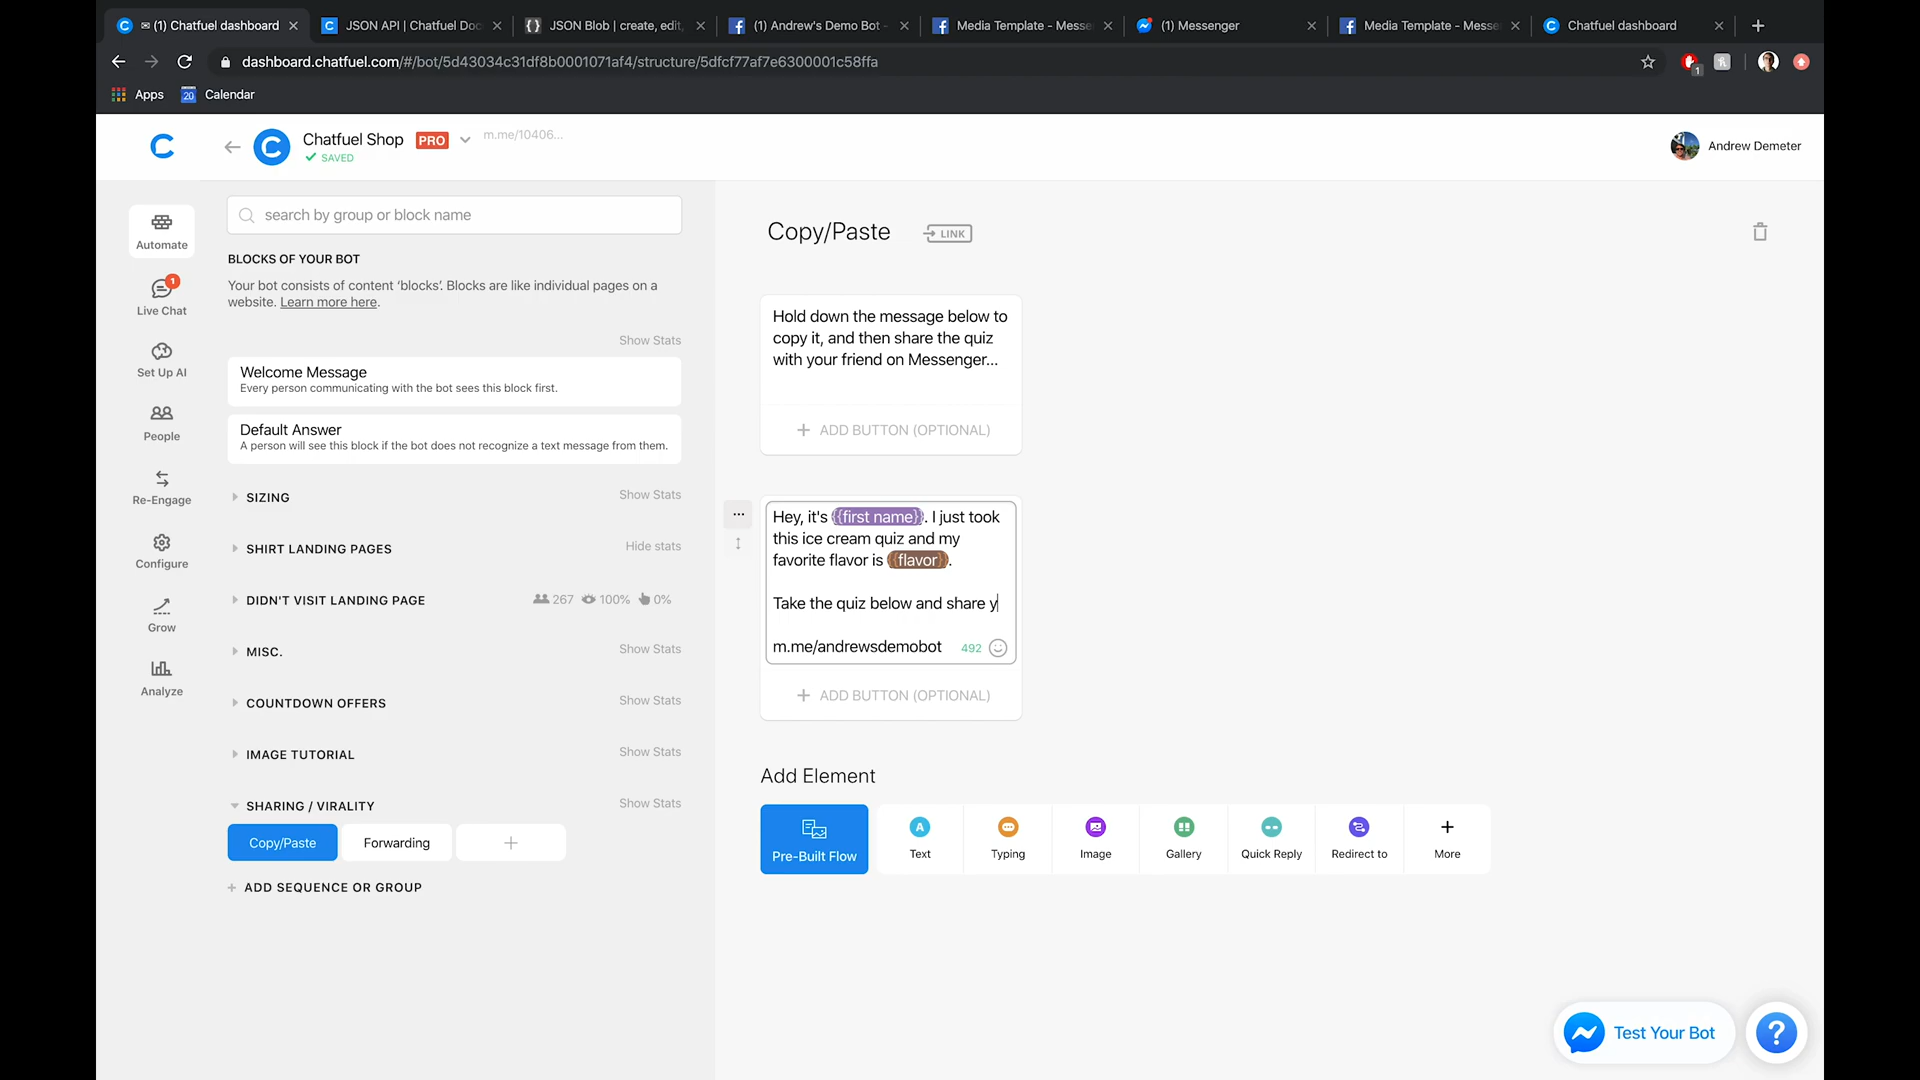 ✉ (1) Chatfuel dashboard
JSON API | Chatfuel Doc
JSON Blob | create, edit,
(1) Andrew's Demo Bot -
Media Template - Messe
(1) Messenger
Media Template - Messe
Chatfuel dashboard
dashboard.chatfuel.com/#/bot/5d43034c31df8b0001071af4/structure/5dfcf77af7e6300001c58ffa
1
Apps
20
Calendar
Chatfuel Shop
PRO
m.me/10406...
SAVED
Andrew Demeter
search by group or block name
Automate
1
Live Chat
Set Up AI
People
Re-Engage
Configure
Grow
Analyze
BLOCKS OF YOUR BOT
Your bot consists of content ‘blocks’. Blocks are like individual pages on a
website. Learn more here.
Show Stats
Welcome Message
Every person communicating with the bot sees this block first.
Default Answer
A person will see this block if the bot does not recognize a text message from them.
SIZING Show Stats
SHIRT LANDING PAGES Hide stats
DIDN'T VISIT LANDING PAGE 267 100% 0%
MISC. Show Stats
COUNTDOWN OFFERS Show Stats
IMAGE TUTORIAL Show Stats
SHARING / VIRALITY Show Stats
Copy/Paste Forwarding +
+ ADD SEQUENCE OR GROUP
Copy/Paste LINK
Hold down the message below to
copy it, and then share the quiz
with your friend on Messenger...
+ ADD BUTTON (OPTIONAL)
Hey, it's {{first name}}. I just took
this ice cream quiz and my
favorite flavor is {{flavor}}.
Take the quiz below and share y
m.me/andrewsdemobot 492
+ ADD BUTTON (OPTIONAL)
Add Element
Pre-Built Flow
A
Text
Typing
Image
Gallery
Quick Reply
Redirect to
More
Test Your Bot
?